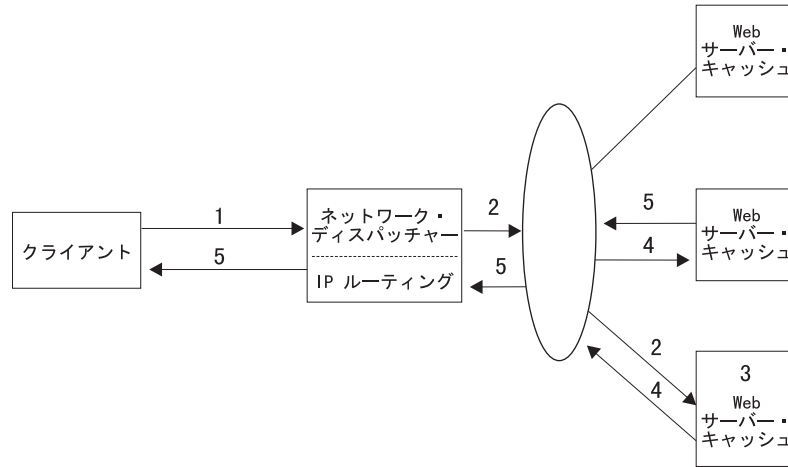 Web
サーバー・
キャッシュ
1
ネットワーク・
ディスパッチャー
2
5
Web
サーバー・
キャッシュ
クライアント
5
IP ルーティング
5
4
2
4
3
Web
サーバー・
キャッシュ